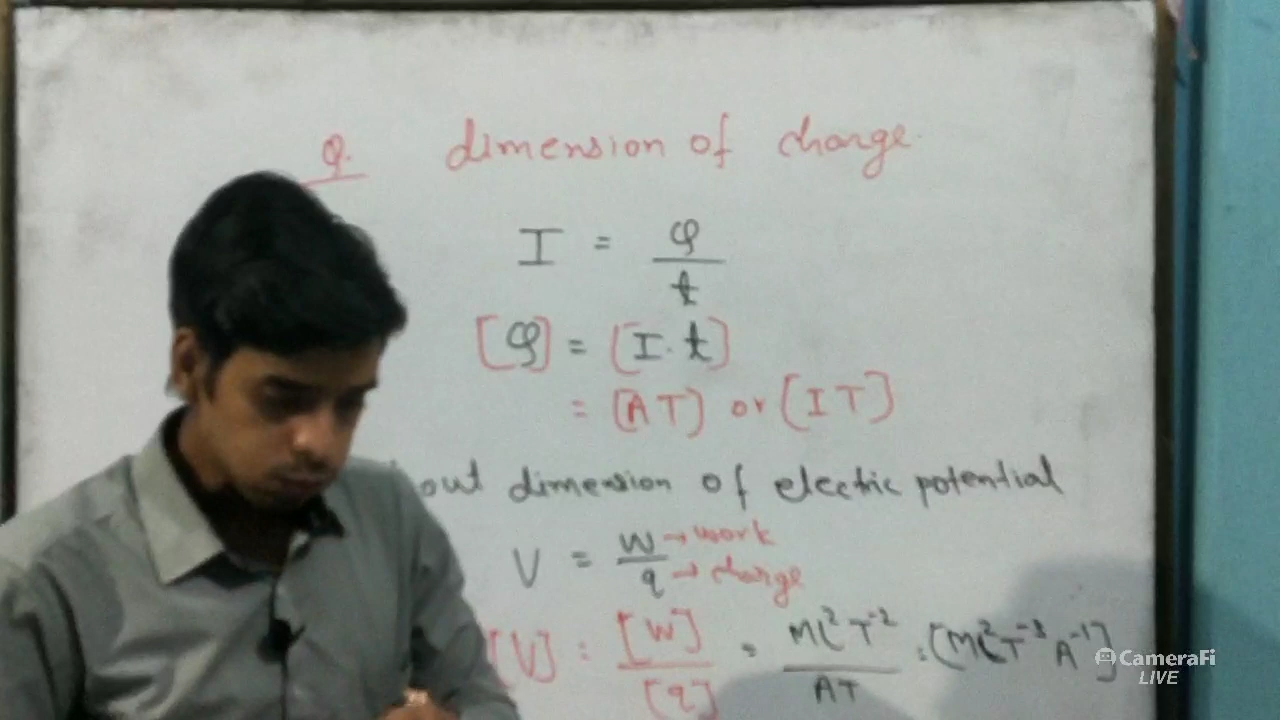 Q. dimension of charge.
I = Q / t
[Q] = [I. t]
= [AT] or [IT]
out dimension of electric potential
V = W → work / q → charge
[V] = [W] / [q] = ML²T⁻² / AT = [ML²T⁻³A⁻¹]
CameraFi
LIVE